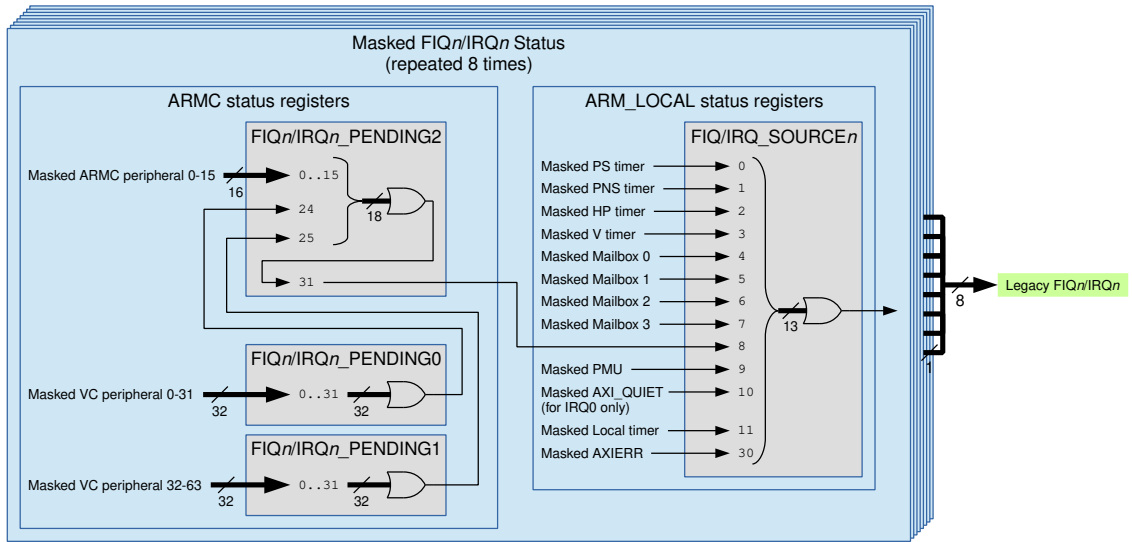 Masked FIQn/IRQn Status
(repeated 8 times)
ARMC status registers
FIQn/IRQn_PENDING2
Masked ARMC peripheral 0-15
16
0..15
24
25
18
31
FIQn/IRQn_PENDING0
Masked VC peripheral 0-31
32
0..31
32
FIQn/IRQn_PENDING1
Masked VC peripheral 32-63
32
0..31
32
ARM_LOCAL status registers
FIQ/IRQ_SOURCEn
Masked PS timer 0
Masked PNS timer 1
Masked HP timer 2
Masked V timer 3
Masked Mailbox 0 4
Masked Mailbox 1 5
Masked Mailbox 2 6
Masked Mailbox 3 7
8
Masked PMU 9
Masked AXI_QUIET 10
(for IRQ0 only)
Masked Local timer 11
Masked AXIERR 30
13
1
8
Legacy FIQn/IRQn